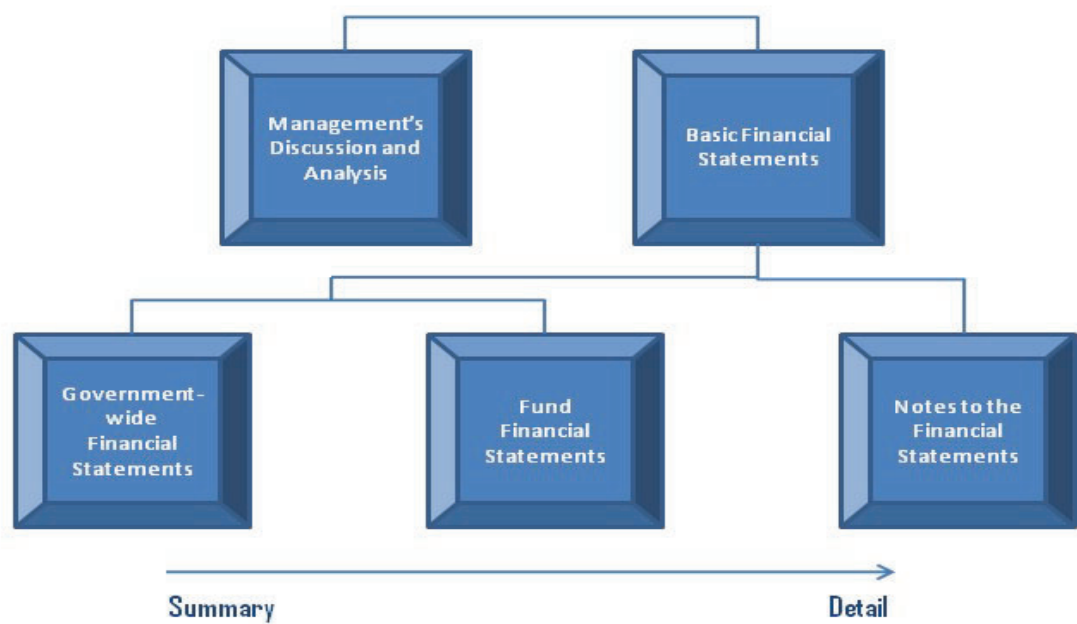 Management's
Discussion and
Analysis
Basic Financial
Statements
Government-
wide
Financial
Statements
Fund
Financial
Statements
Notes to the
Financial
Statements
Summary
Detail